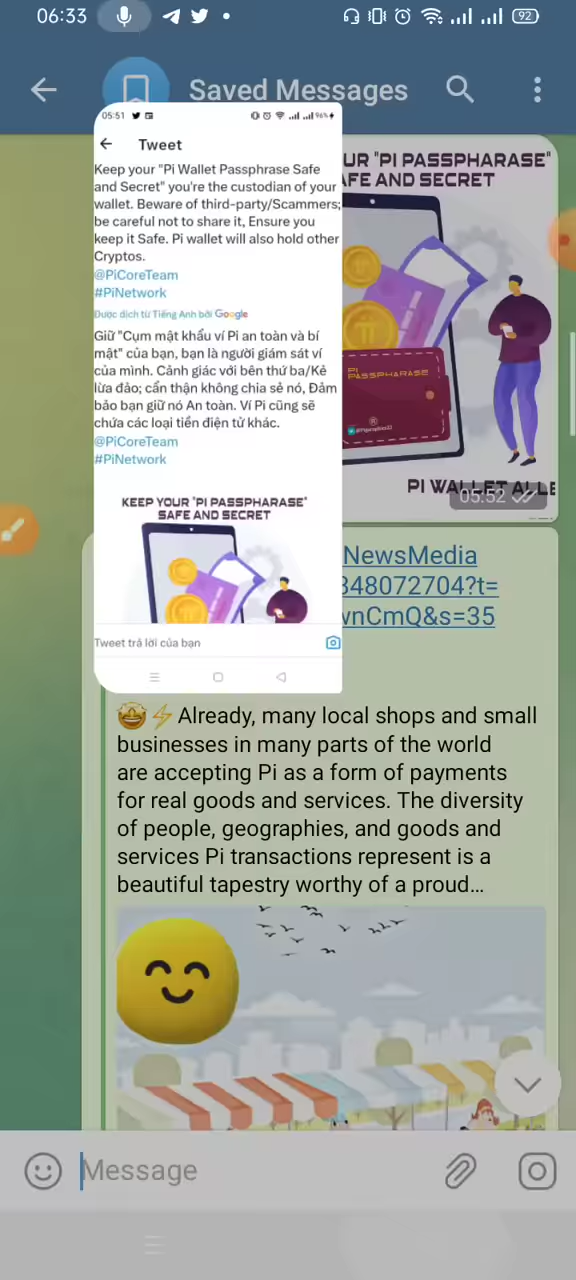 06:33
92
Saved Messages
UR "PI PASSPHARASE"
AFE AND SECRET
PI
PASSPHARASE
PI WALLET ALLE
05:52
05:51
96%
Tweet
Keep your "Pi Wallet Passphrase Safe
and Secret" you're the custodian of your
wallet. Beware of third-party/Scammers;
be careful not to share it, Ensure you
keep it Safe. Pi wallet will also hold other
Cryptos.
@PiCoreTeam
#PiNetwork
Được dịch từ Tiếng Anh bởi Google
Giữ "Cụm mật khẩu ví Pi an toàn và bí
mật" của bạn, bạn là người giám sát ví
của mình. Cảnh giác với bên thứ ba/Kẻ
lừa đảo; cẩn thận không chia sẻ nó, Đảm
bảo bạn giữ nó An toàn. Ví Pi cũng sẽ
chứa các loại tiền điện tử khác.
@PiCoreTeam
#PiNetwork
KEEP YOUR "PI PASSPHARASE"
SAFE AND SECRET
Tweet trả lời của bạn
NewsMedia
348072704?t=
wnCmQ&s=35
Already, many local shops and small
businesses in many parts of the world
are accepting Pi as a form of payments
for real goods and services. The diversity
of people, geographies, and goods and
services Pi transactions represent is a
beautiful tapestry worthy of a proud...
Message